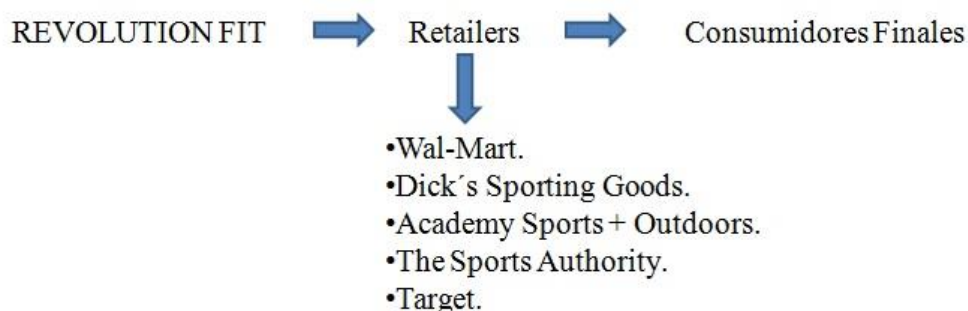 REVOLUTION FIT Retailers Consumidores Finales
•Wal-Mart.
•Dick´s Sporting Goods.
•Academy Sports + Outdoors.
•The Sports Authority.
•Target.